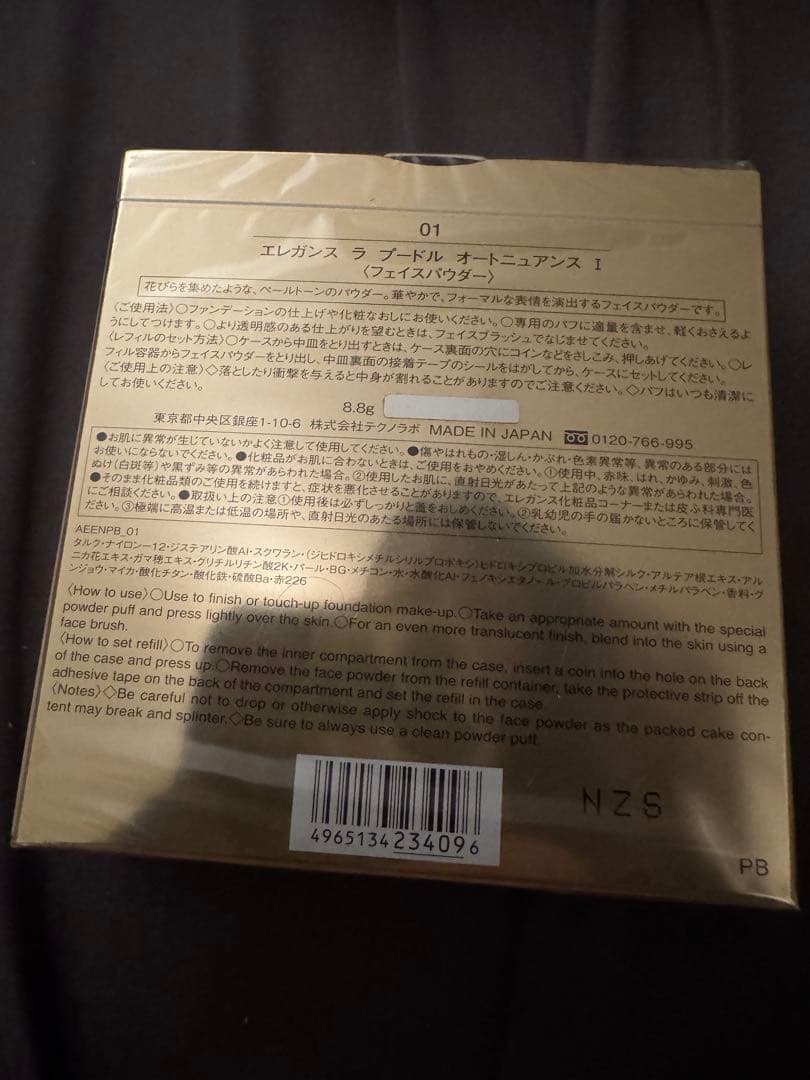 01
エレガンス ラ プードル オートニュアンス I
〈フェイスパウダー〉
花びらを集めたような、ペールトーンのパウダー。華やかで、フォーマルな表情を演出するフェイスパウダーです。
〈ご使用法〉○ファンデーションの仕上げや化粧なおしにお使いください。○専用のパフに適量を含ませ、軽くおさえるよ
うにしてつけます。○より透明感のある仕上がりを望むときは、フェイスブラッシュでなじませてください。
〈レフィルのセット方法〉○ケースから中皿をとり出すときは、ケース裏面の穴にコインなどをさしこみ、押しあげてください。○レ
フィル容器からフェイスパウダーをとり出し、中皿裏面の接着テープのシールをはがしてから、ケースにセットしてください。
〈ご使用上の注意〉◇落としたり衝撃を与えると中身が割れることがありますのでご注意ください。◇パフはいつも清潔に
してお使いください。
8.8g
東京都中央区銀座1-10-6 株式会社テクノラボ MADE IN JAPAN 0120-766-995
●お肌に異常が生じていないかよく注意して使用してください。●傷やはれもの・湿しん・かぶれ・色素異常等、異常のある部分には
お使いにならないでください。●化粧品がお肌に合わないときは、ご使用をおやめください。①使用中、赤味、はれ、かゆみ、刺激、色
ぬけ(白斑等)や黒ずみ等の異常があらわれた場合。②使用したお肌に、直射日光があたって上記のような異常があらわれた場合。
●そのまま化粧品類のご使用を続けますと、症状を悪化させることがありますので、エレガンス化粧品コーナーまたは皮ふ科専門医
にご相談ください。●取扱い上の注意①使用後は必ずしっかりと蓋をおしめください。②乳幼児の手の届かないところに保管してく
ださい。③極端に高温または低温の場所や、直射日光のあたる場所には保管しないでください。
AEENPB_01
タルク・ナイロン-12・ジステアリン酸Al・スクワラン・(ジヒドロキシメチルシリルプロポキシ)ヒドロキシプロピル加水分解シルク・アルテア根エキス・アル
ニカ花エキス・ガマ穂エキス・グリチルリチン酸2K・パール・BG・メチコン・水・水酸化Al・フェノキシエタノール・プロピルパラベン・メチルパラベン・香料・グ
ンジョウ・マイカ・酸化チタン・酸化鉄・硫酸Ba・赤226
〈How to use〉○Use to finish or touch-up foundation make-up.○Take an appropriate amount with the special
powder puff and press lightly over the skin.○For an even more translucent finish, blend into the skin using a
face brush.
〈How to set refill〉○To remove the inner compartment from the case, insert a coin into the hole on the back
of the case and press up.○Remove the face powder from the refill container, take the protective strip off the
adhesive tape on the back of the compartment and set the refill in the case.
〈Notes〉◇Be careful not to drop or otherwise apply shock to the face powder as the packed cake con-
tent may break and splinter.◇Be sure to always use a clean powder puff.
4965134234096
NZS
PB